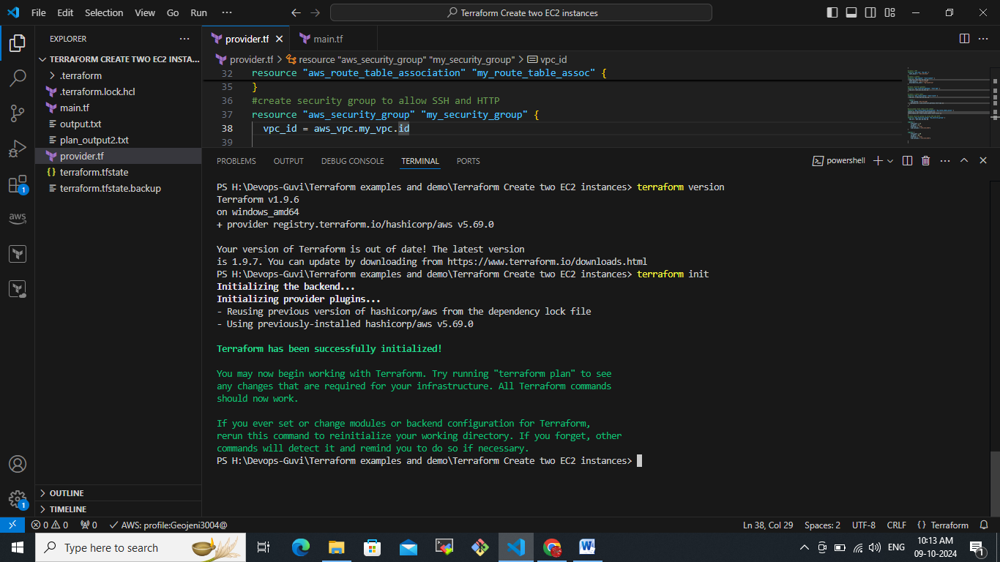 File Edit Selection View Go Run ···
Terraform Create two EC2 instances
EXPLORER ···
TERRAFORM CREATE TWO EC2 INSTA...
.terraform
.terraform.lock.hcl
main.tf
output.txt
plan_output2.txt
provider.tf
terraform.tfstate
terraform.tfstate.backup
OUTLINE
TIMELINE
1
aws
1
provider.tf main.tf
provider.tf > resource "aws_security_group" "my_security_group" > vpc_id
32 resource "aws_route_table_association" "my_route_table_assoc" {
35 }
36 #create security group to allow SSH and HTTP
37 resource "aws_security_group" "my_security_group" {
38 vpc_id = aws_vpc.my_vpc.id
39
PROBLEMS OUTPUT DEBUG CONSOLE TERMINAL PORTS
powershell
PS H:\Devops-Guvi\Terraform examples and demo\Terraform Create two EC2 instances> terraform version
Terraform v1.9.6
on windows_amd64
+ provider registry.terraform.io/hashicorp/aws v5.69.0
Your version of Terraform is out of date! The latest version
is 1.9.7. You can update by downloading from https://www.terraform.io/downloads.html
PS H:\Devops-Guvi\Terraform examples and demo\Terraform Create two EC2 instances> terraform init
Initializing the backend...
Initializing provider plugins...
- Reusing previous version of hashicorp/aws from the dependency lock file
- Using previously-installed hashicorp/aws v5.69.0
Terraform has been successfully initialized!
You may now begin working with Terraform. Try running "terraform plan" to see
any changes that are required for your infrastructure. All Terraform commands
should now work.
If you ever set or change modules or backend configuration for Terraform,
rerun this command to reinitialize your working directory. If you forget, other
commands will detect it and remind you to do so if necessary.
PS H:\Devops-Guvi\Terraform examples and demo\Terraform Create two EC2 instances>
0 0 0 AWS: profile:Geojeni3004@ Ln 38, Col 29 Spaces: 2 UTF-8 CRLF {} Terraform
Type here to search
ENG
10:13 AM
09-10-2024
1